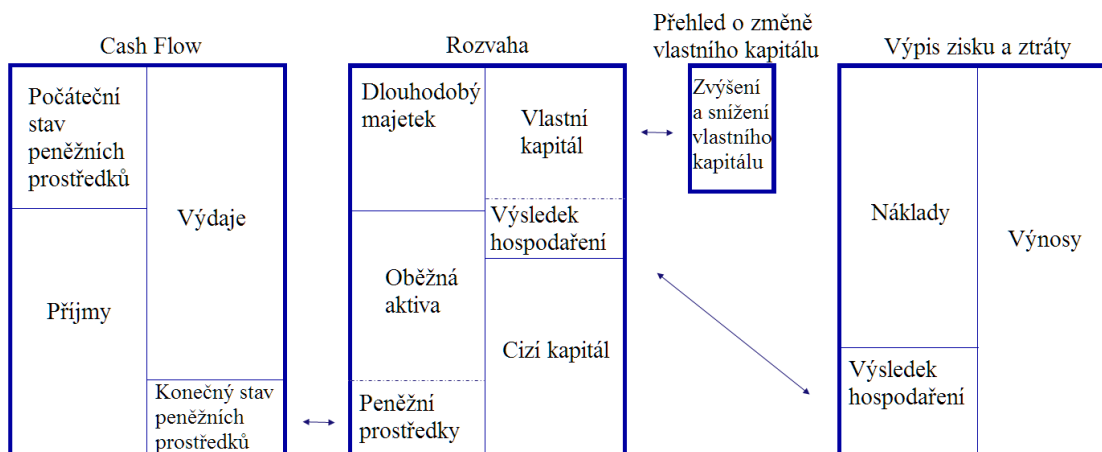 Cash Flow
Počáteční
stav
peněžních
prostředků
Příjmy
Výdaje
Konečný stav
peněžních
prostředků
Rozvaha
Dlouhodobý
majetek
Oběžná
aktiva
Peněžní
prostředky
Vlastní
kapitál
Výsledek
hospodaření
Cizí kapitál
Přehled o změně
vlastního kapitálu
Zvýšení
a snížení
vlastního
kapitálu
Výpis zisku a ztráty
Náklady
Výsledek
hospodaření
Výnosy